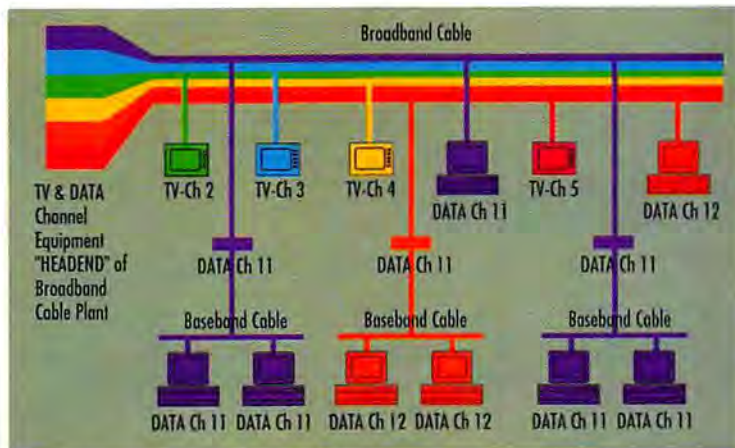 Broadband Cable
TV-Ch 2
TV-Ch 3
TV-Ch 4
DATA Ch 11
TV-Ch 5
DATA Ch 12
TV & DATA
Channel
Equipment
"HEADEND" of
Broadband
Cable Plant
DATA Ch 11
DATA Ch 11
DATA Ch 11
Baseband Cable
Baseband Cable
Baseband Cable
DATA Ch 11
DATA Ch 11
DATA Ch 12
DATA Ch 12
DATA Ch 11
DATA Ch 11